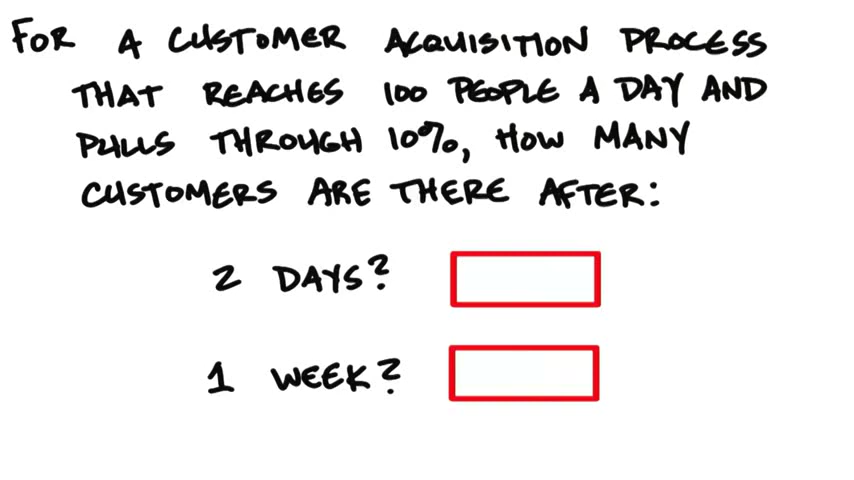 FOR A CUSTOMER ACQUISITION PROCESS
THAT REACHES 100 PEOPLE A DAY AND
PULLS THROUGH 10%, HOW MANY
CUSTOMERS ARE THERE AFTER:
2 DAYS?
1 WEEK?